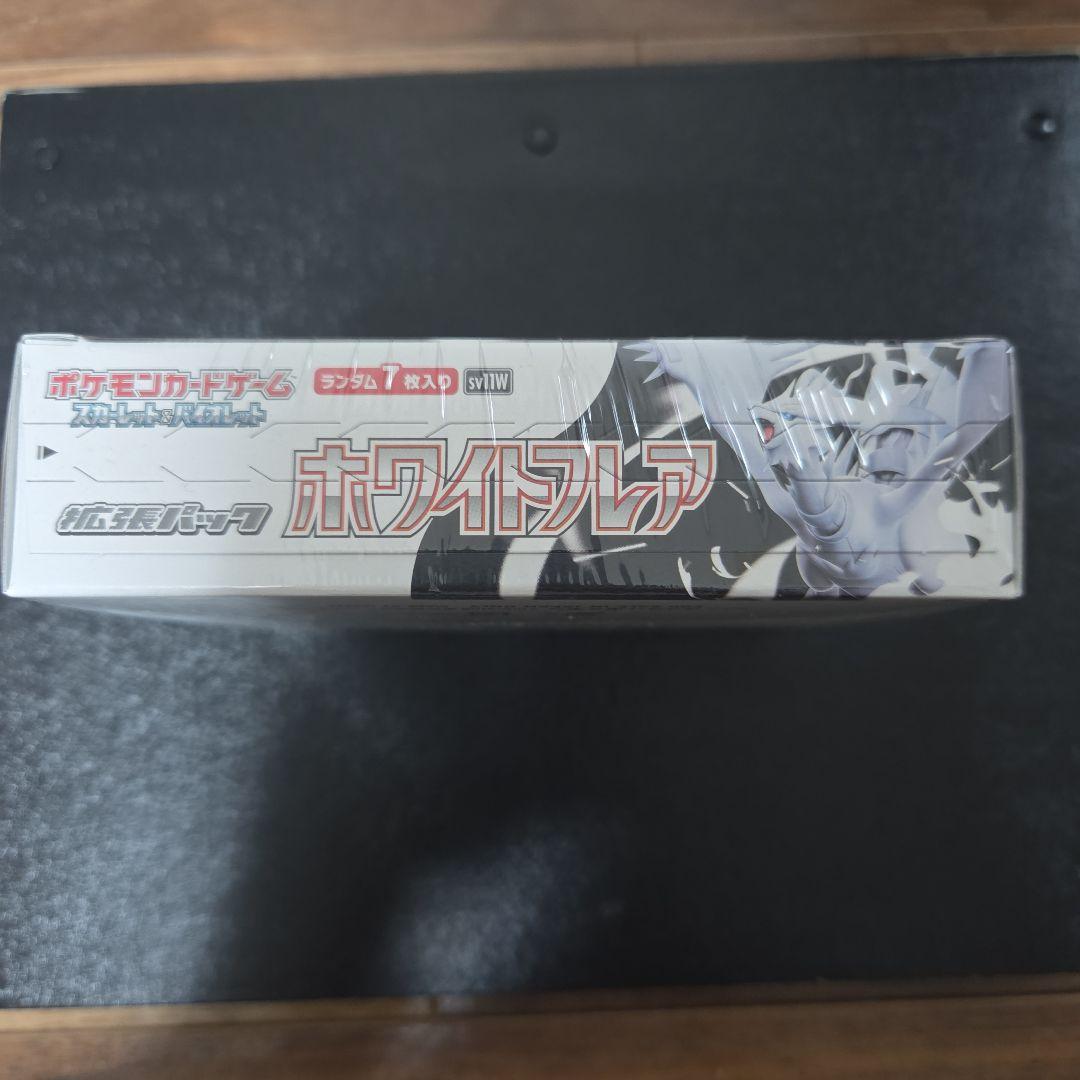 ポケモンカードゲーム
スカーレット&バイオレット
ランダム7枚入り sv11W
拡張パック
ホワイトフレア